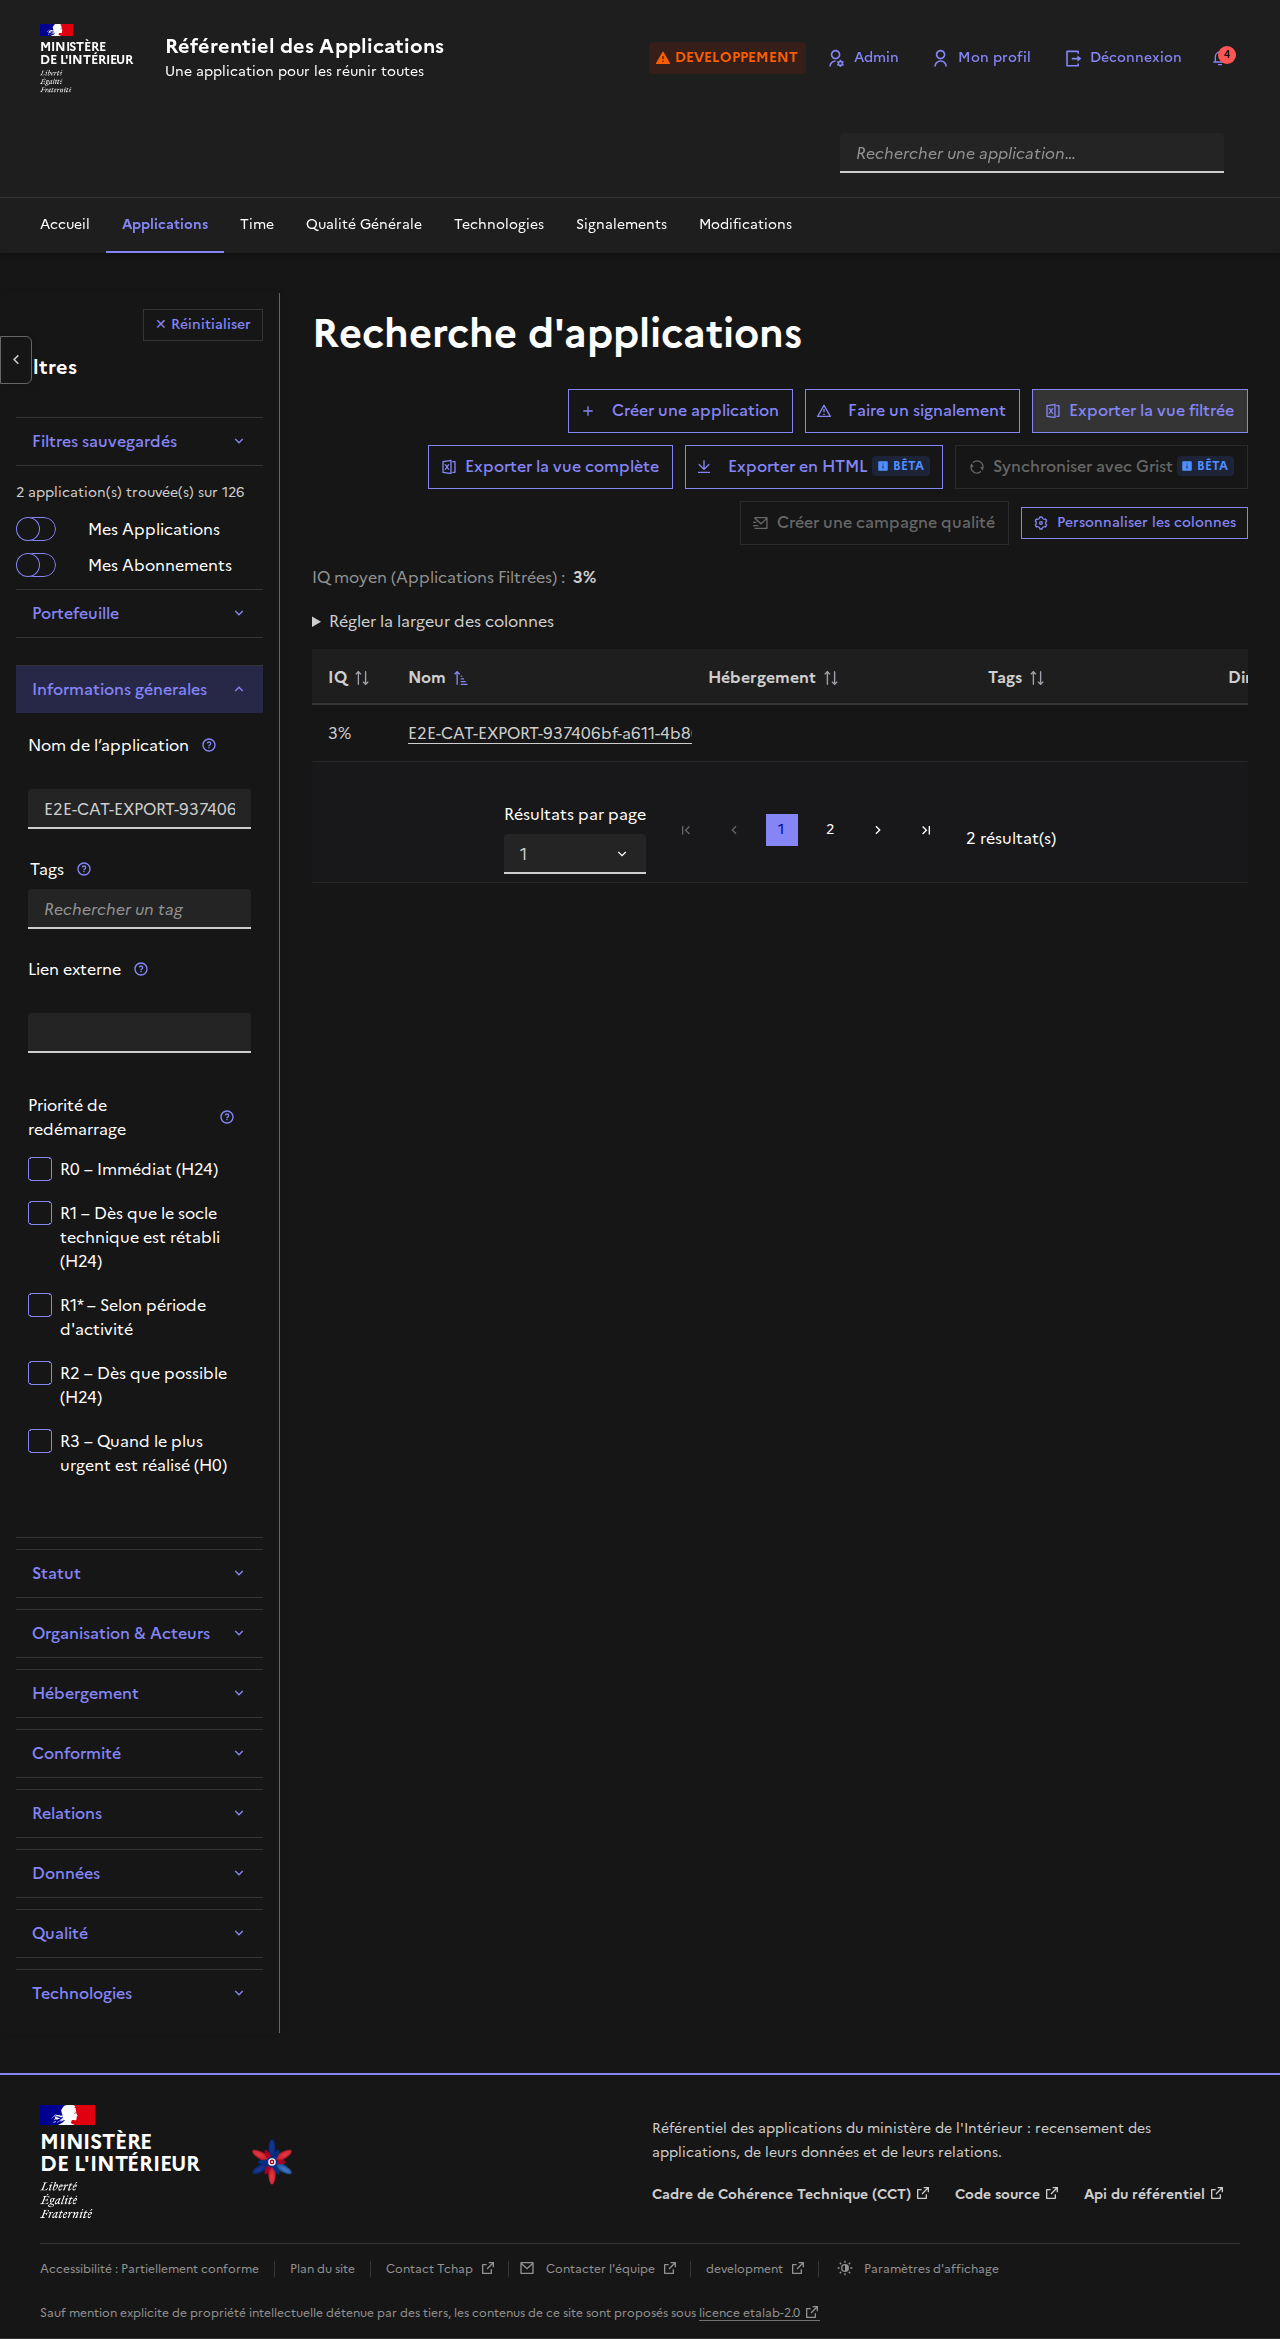 MINISTÈRE
DE L'INTÉRIEUR
Liberté
Égalité
Fraternité
Référentiel des Applications
Une application pour les réunir toutes
DEVELOPPEMENT
Admin
Mon profil
Déconnexion
4
Rechercher une application...
Accueil
Applications
Time
Qualité Générale
Technologies
Signalements
Modifications
× Réinitialiser
ltres
Filtres sauvegardés
2 application(s) trouvée(s) sur 126
Mes Applications
Mes Abonnements
Portefeuille
Informations génerales
Nom de l’application
E2E-CAT-EXPORT-937406
Tags
Rechercher un tag
Lien externe
Priorité de
redémarrage
R0 – Immédiat (H24)
R1 – Dès que le socle
technique est rétabli
(H24)
R1* – Selon période
d'activité
R2 – Dès que possible
(H24)
R3 – Quand le plus
urgent est réalisé (H0)
Statut
Organisation & Acteurs
Hébergement
Conformité
Relations
Données
Qualité
Technologies
Recherche d'applications
Créer une application
Faire un signalement
Exporter la vue filtrée
Exporter la vue complète
Exporter en HTML BÊTA
Synchroniser avec Grist BÊTA
Créer une campagne qualité
Personnaliser les colonnes
IQ moyen (Applications Filtrées) : 3%
Régler la largeur des colonnes
IQ Nom Hébergement Tags Dir
3% E2E-CAT-EXPORT-937406bf-a611-4b8
Résultats par page
1
1 2
2 résultat(s)
MINISTÈRE
DE L'INTÉRIEUR
Liberté
Égalité
Fraternité
Référentiel des applications du ministère de l'Intérieur : recensement des
applications, de leurs données et de leurs relations.
Cadre de Cohérence Technique (CCT)
Code source
Api du référentiel
Accessibilité : Partiellement conforme
Plan du site
Contact Tchap
Contacter l'équipe
development
Paramètres d'affichage
Sauf mention explicite de propriété intellectuelle détenue par des tiers, les contenus de ce site sont proposés sous licence etalab-2.0